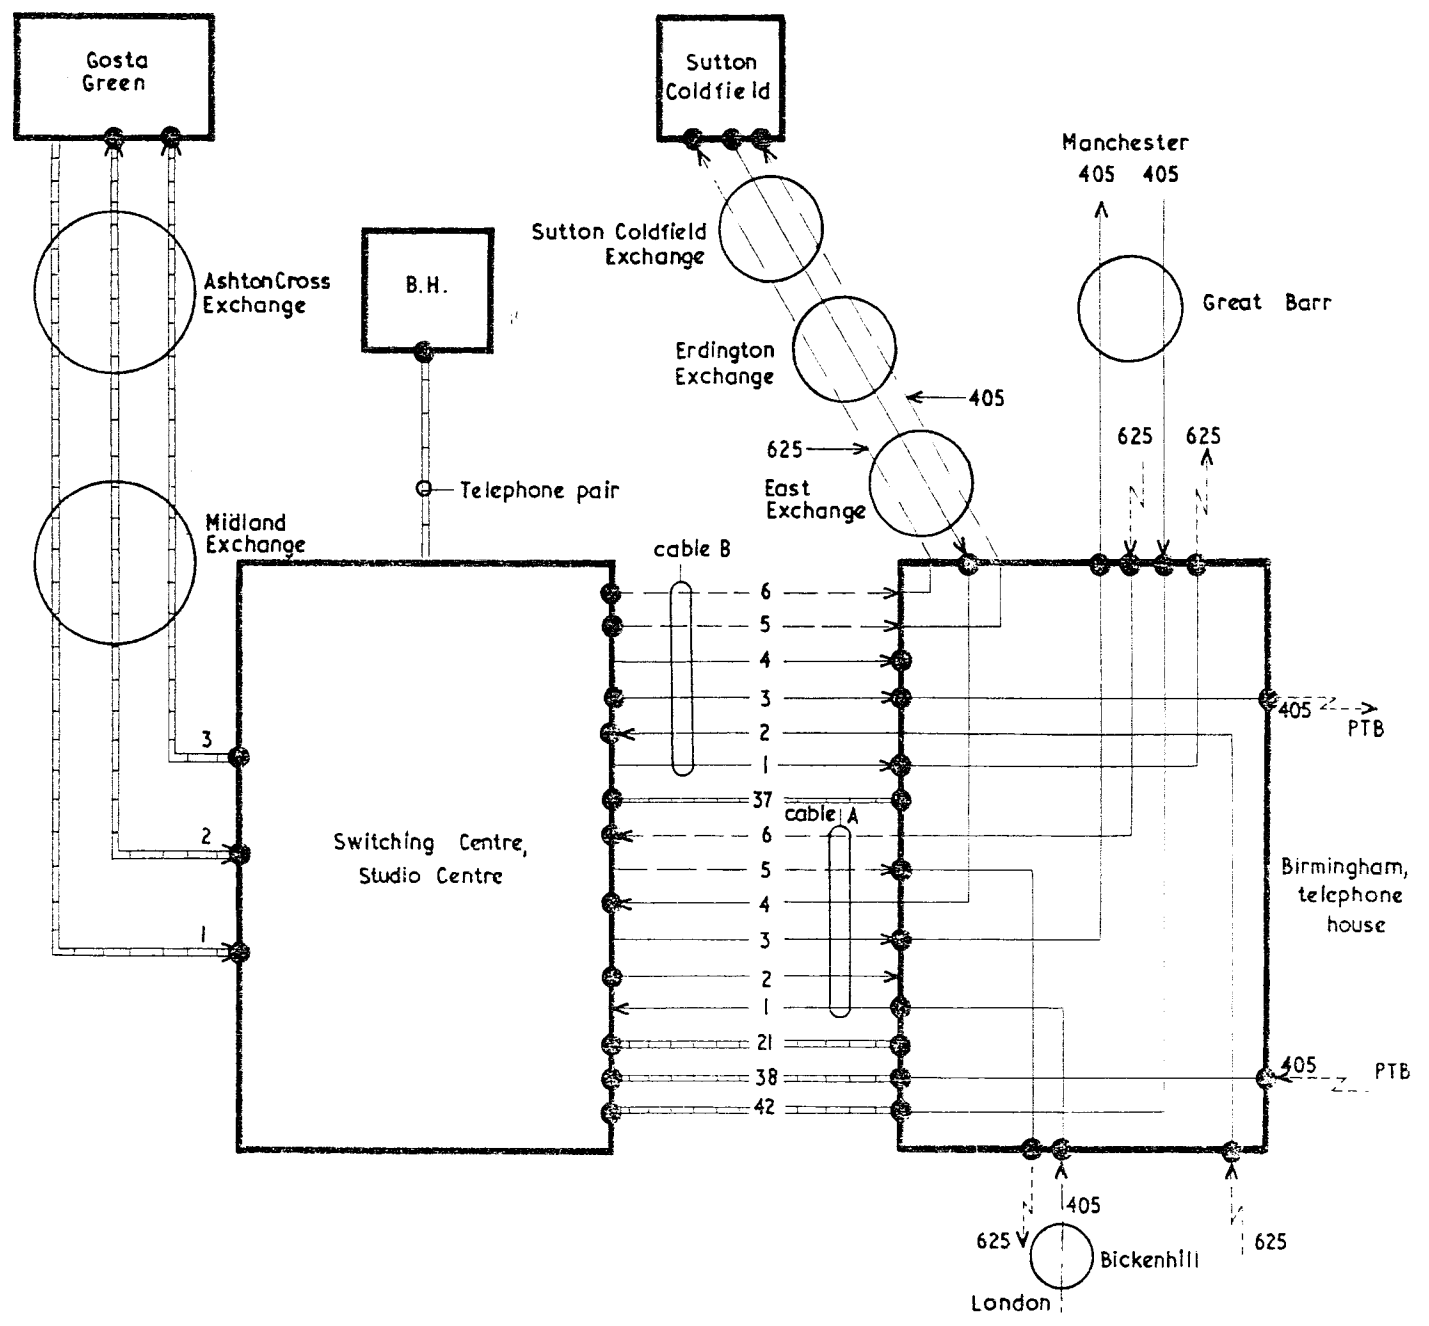 Gosta
Green
Sutton
Coldfield
Manchester
405 405
Sutton Coldfield
Exchange
B.H.
Ashton Cross
Exchange
Great Barr
Erdington
Exchange
405
625
625 625
East
Exchange
Telephone pair
Midland
Exchange
cable B
6
5
4
3
2
1
37
cable A
6
5
4
3
2
1
21
38
42
3
2
1
Switching Centre,
Studio Centre
405
PTB
Birmingham,
telephone
house
405
PTB
405
625
625
Bickenhill
London